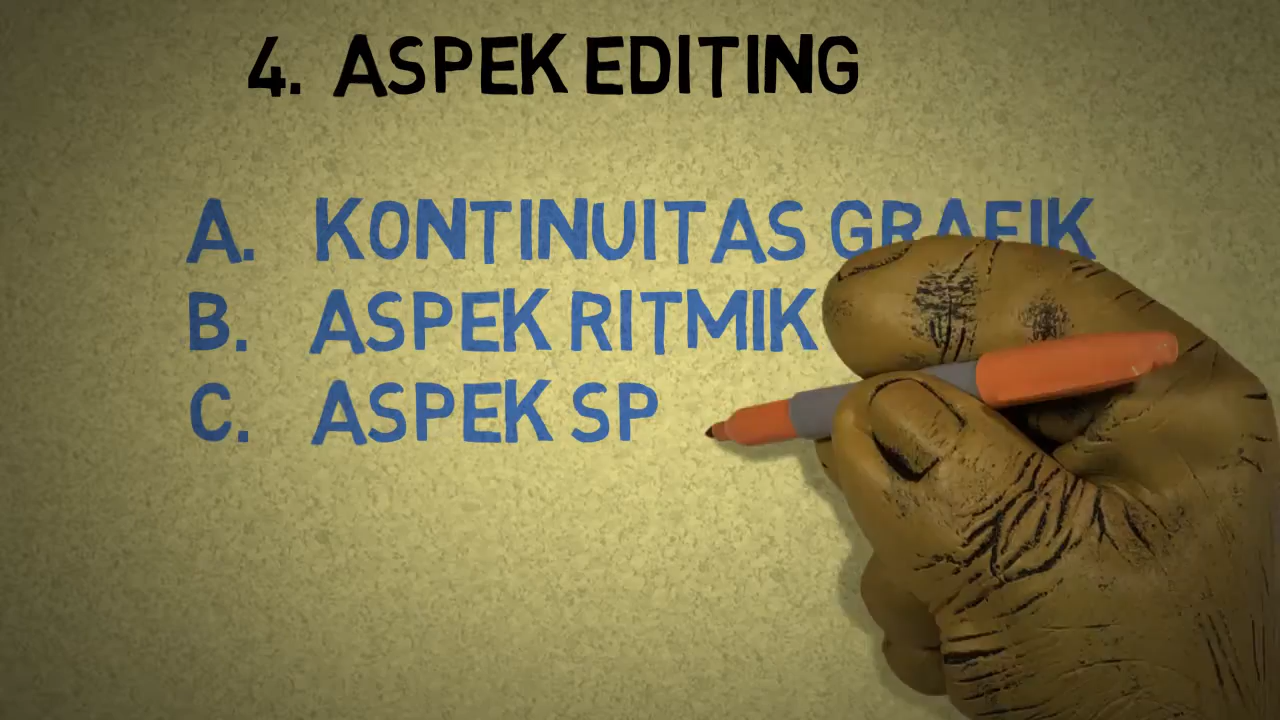 4. ASPEK EDITING
A. KONTINUITAS GRAFIK
B. ASPEK RITMIK
C. ASPEK SP